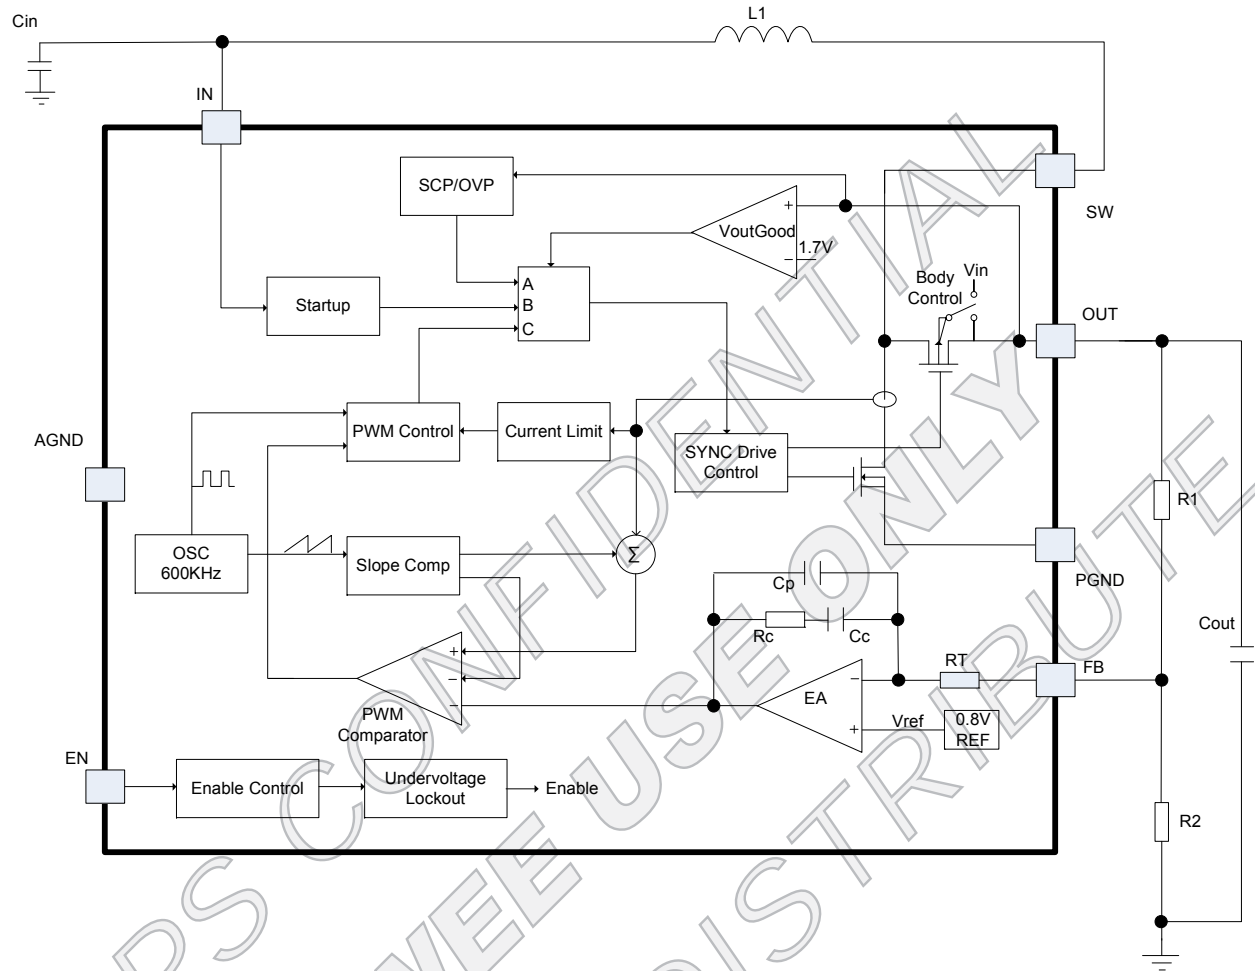 Cin
L1
IN
SCP/OVP
VoutGood
+
1.7V
−
SW
Body
Control
Vin
A
B
C
Startup
OUT
AGND
PWM Control
Current Limit
SYNC Drive
Control
R1
OSC
600KHz
Slope Comp
Σ
PGND
Cp
Rc
Cc
Cout
RT
FB
+
−
−
PWM
Comparator
EA
−
+
Vref
0.8V
REF
EN
Enable Control
Undervoltage
Lockout
Enable
R2
PS CONFIDENTIAL
EE USE ONLY
DISTRIBUTE